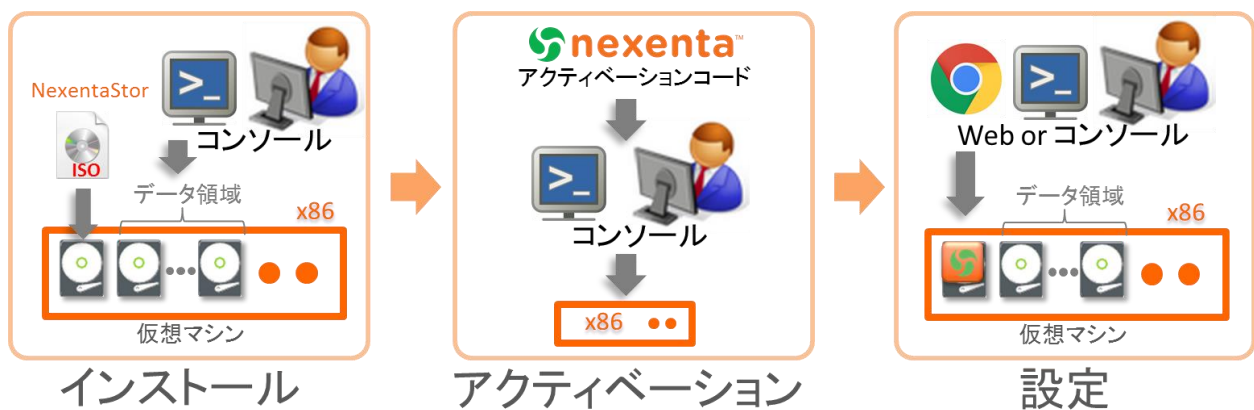 NexentaStor
ISO
>_
コンソール
データ領域
x86
仮想マシン
インストール
nexenta™
アクティベーションコード
>_
コンソール
x86
アクティベーション
>_
Web or コンソール
データ領域
x86
仮想マシン
設定